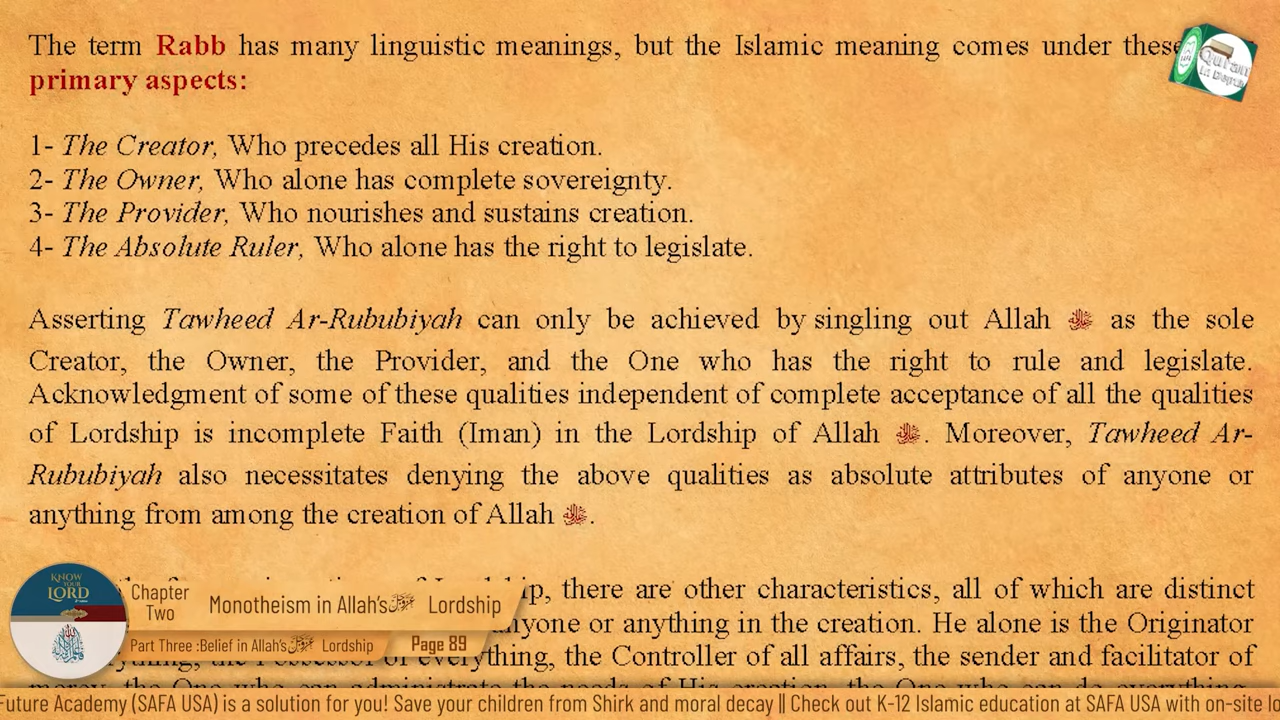 The term Rabb has many linguistic meanings, but the Islamic meaning comes under these
primary aspects:
1- The Creator, Who precedes all His creation.
2- The Owner, Who alone has complete sovereignty.
3- The Provider, Who nourishes and sustains creation.
4- The Absolute Ruler, Who alone has the right to legislate.
Asserting Tawheed Ar-Rububiyah can only be achieved by singling out Allah ﷻ as the sole
Creator, the Owner, the Provider, and the One who has the right to rule and legislate.
Acknowledgment of some of these qualities independent of complete acceptance of all the qualities
of Lordship is incomplete Faith (Iman) in the Lordship of Allah ﷻ. Moreover, Tawheed Ar-
Rububiyah also necessitates denying the above qualities as absolute attributes of anyone or
anything from among the creation of Allah ﷻ.
there are other characteristics, all of which are distinct
anyone or anything in the creation. He alone is the Originator
everything, the Controller of all affairs, the sender and facilitator of
KNOW YOUR LORD
Chapter Two
Monotheism in Allah's Lordship
Part Three :Belief in Allah's Lordship
Page 89
Future Academy (SAFA USA) is a solution for you! Save your children from Shirk and moral decay || Check out K-12 Islamic education at SAFA USA with on-site